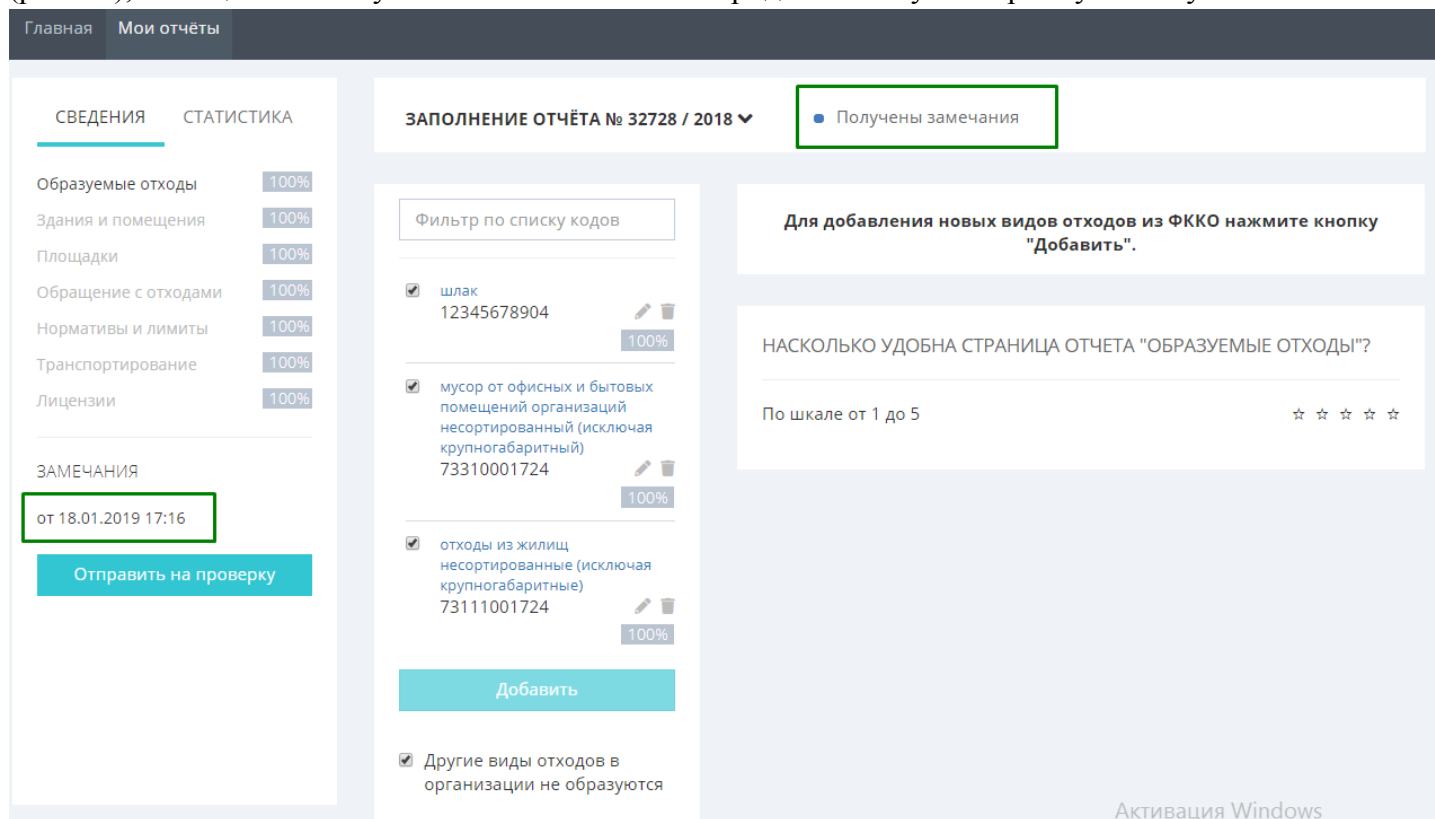 Главная Мои отчёты
СВЕДЕНИЯ СТАТИСТИКА
Образуемые отходы 100%
Здания и помещения 100%
Площадки 100%
Обращение с отходами 100%
Нормативы и лимиты 100%
Транспортирование 100%
Лицензии 100%
ЗАМЕЧАНИЯ
от 18.01.2019 17:16
Отправить на проверку
ЗАПОЛНЕНИЕ ОТЧЁТА № 32728 / 2018
Получены замечания
Фильтр по списку кодов
шлак
12345678904
100%
мусор от офисных и бытовых
помещений организаций
несортированный (исключая
крупногабаритный)
73310001724
100%
отходы из жилищ
несортированные (исключая
крупногабаритные)
73111001724
100%
Добавить
Другие виды отходов в
организации не образуются
Для добавления новых видов отходов из ФККО нажмите кнопку
"Добавить".
НАСКОЛЬКО УДОБНА СТРАНИЦА ОТЧЕТА "ОБРАЗУЕМЫЕ ОТХОДЫ"?
По шкале от 1 до 5
Активация Windows